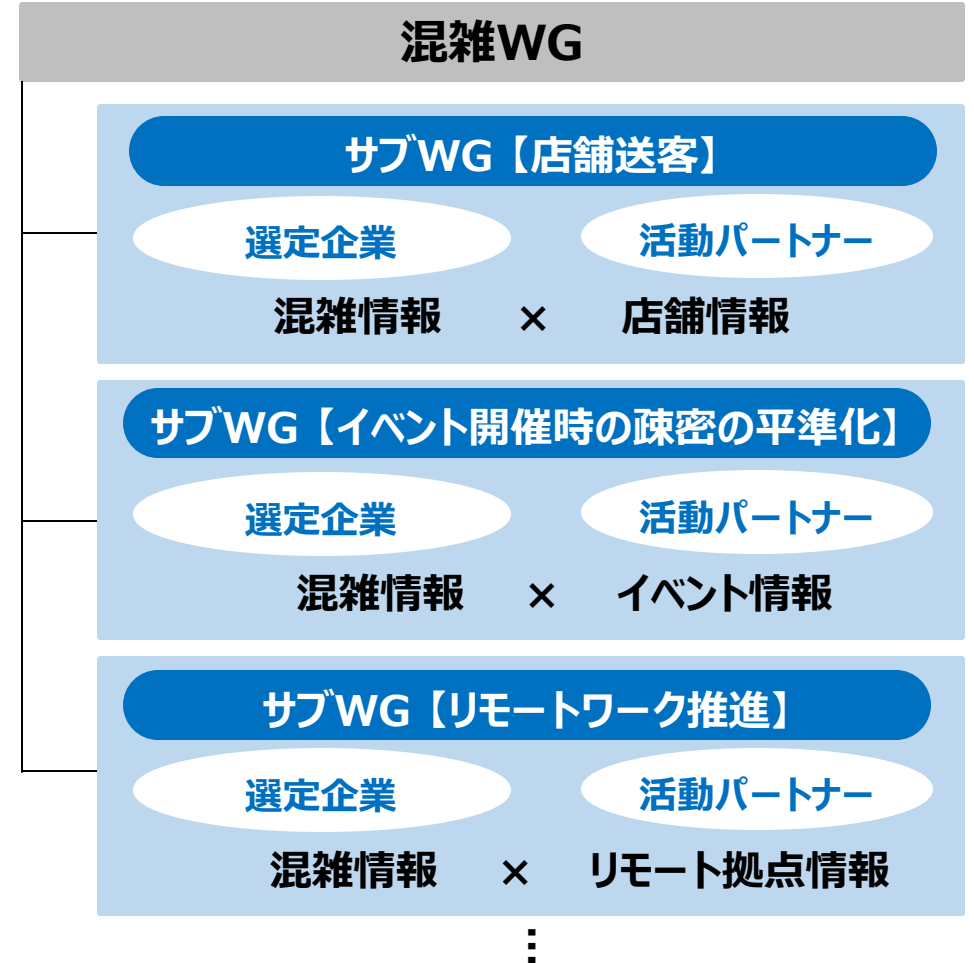 混雑WG
サブWG【店舗送客】
選定企業 活動パートナー
混雑情報 × 店舗情報
サブWG【イベント開催時の疎密の平準化】
選定企業 活動パートナー
混雑情報 × イベント情報
サブWG【リモートワーク推進】
選定企業 活動パートナー
混雑情報 × リモート拠点情報
⋮